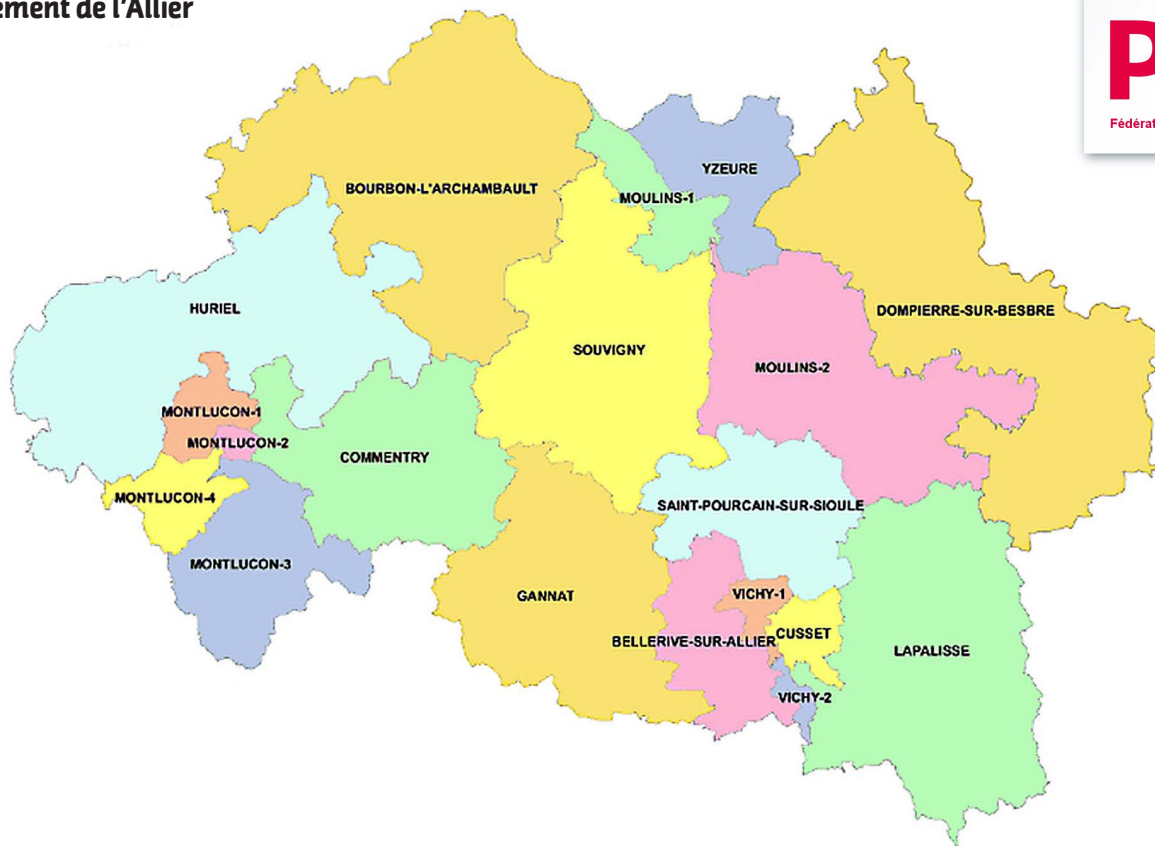 ement de l'Allier
P
Fédérat
YZEURE
BOURBON-L'ARCHAMBAULT
MOULINS-1
HURIEL
DOMPIERRE-SUR-BESBRE
SOUVIGNY
MOULINS-2
MONTLUCON-1
MONTLUCON-2
COMMENTRY
MONTLUCON-4
SAINT-POURCAIN-SUR-SIOULE
MONTLUCON-3
GANNAT
VICHY-1
CUSSET
BELLERIVE-SUR-ALLIER
LAPALISSE
VICHY-2